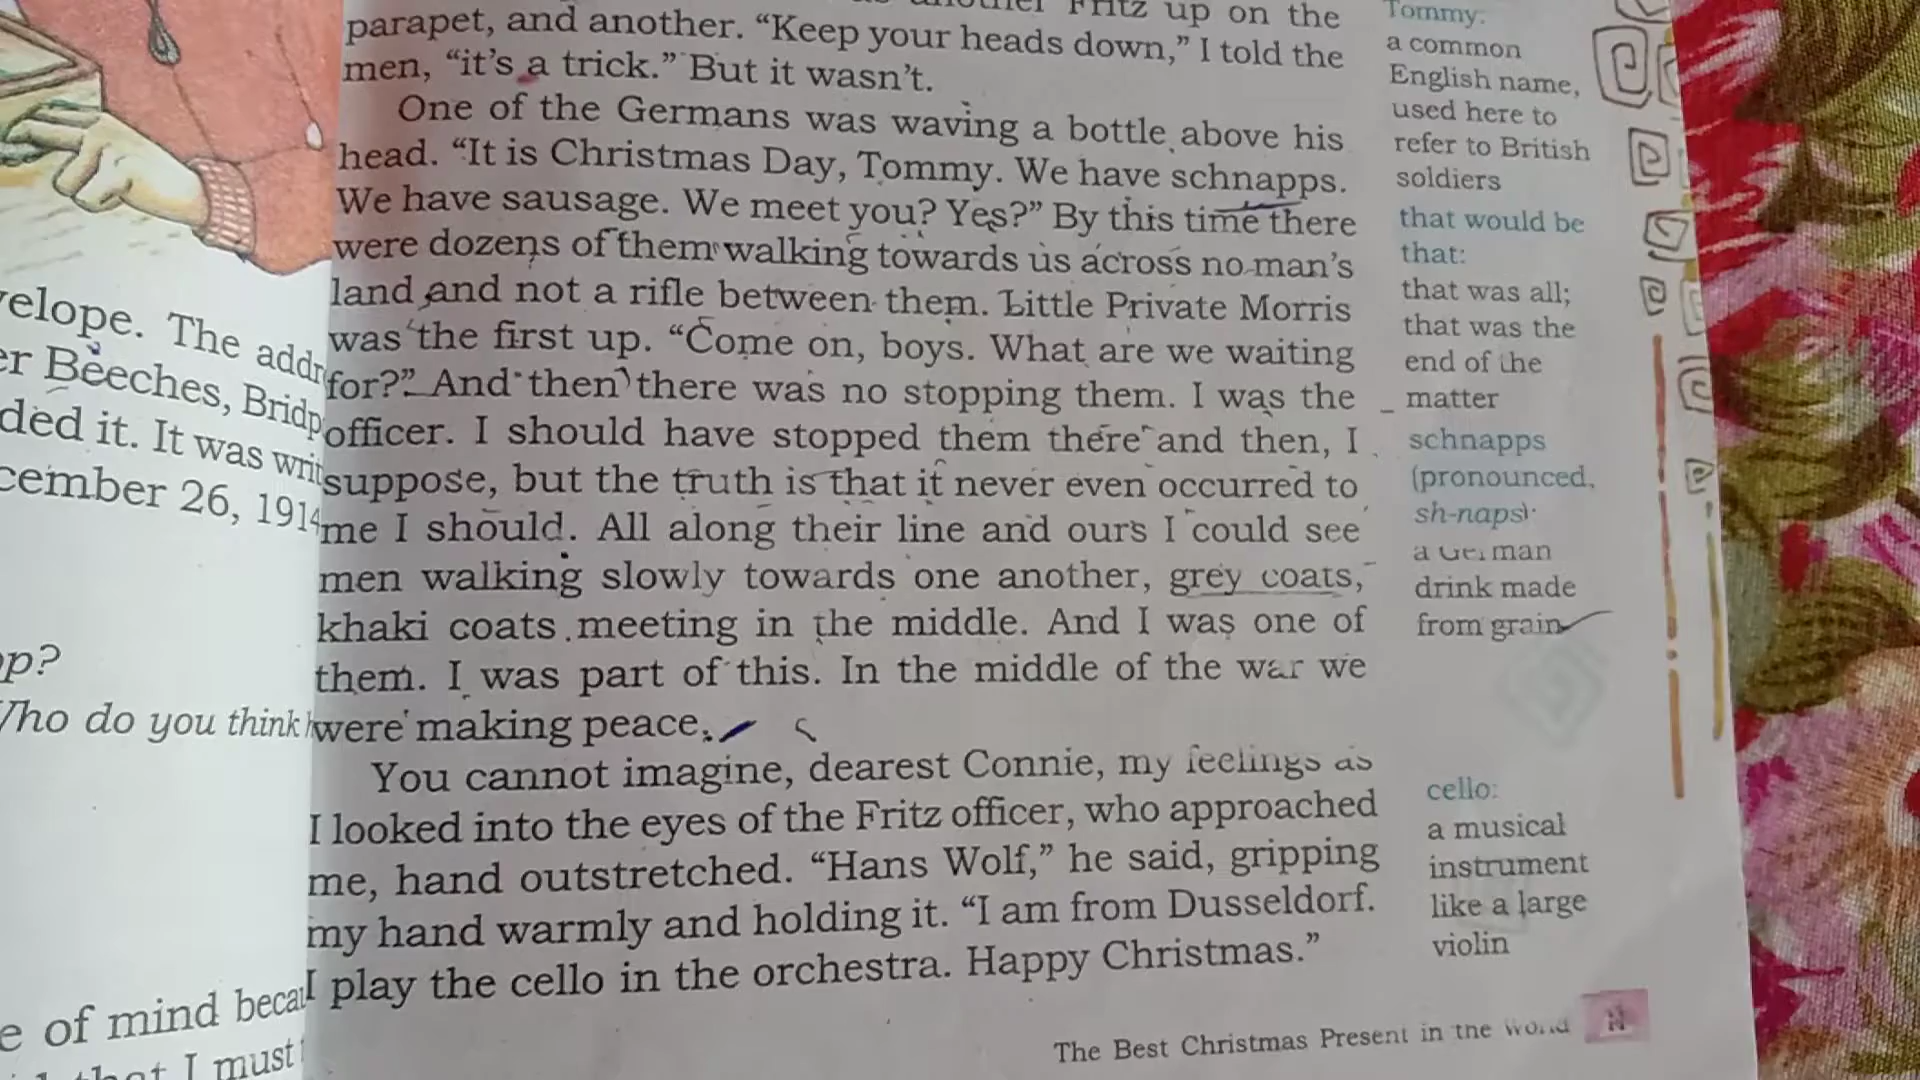 velope. The addr
er Beeches, Bridp
ded it. It was writ
cember 26, 1914
p?
Who do you think h
e of mind becau
that I must
another Fritz up on the
parapet, and another. “Keep your heads down,” I told the
men, “it’s a trick.” But it wasn’t.
One of the Germans was waving a bottle above his
head. “It is Christmas Day, Tommy. We have schnapps.
We have sausage. We meet you? Yes?” By this time there
were dozens of them walking towards us across no man’s
land and not a rifle between them. Little Private Morris
was the first up. “Come on, boys. What are we waiting
for?” And then there was no stopping them. I was the
officer. I should have stopped them there and then, I
suppose, but the truth is that it never even occurred to
me I should. All along their line and ours I could see
men walking slowly towards one another, grey coats,
khaki coats meeting in the middle. And I was one of
them. I was part of this. In the middle of the war we
were making peace.
You cannot imagine, dearest Connie, my feelings as
I looked into the eyes of the Fritz officer, who approached
me, hand outstretched. “Hans Wolf,” he said, gripping
my hand warmly and holding it. “I am from Dusseldorf.
I play the cello in the orchestra. Happy Christmas.”
Tommy:
a common
English name,
used here to
refer to British
soldiers
that would be
that:
that was all;
that was the
end of the
matter
schnapps
(pronounced,
sh-naps)
a German
drink made
from grain
cello:
a musical
instrument
like a large
violin
The Best Christmas Present in the World